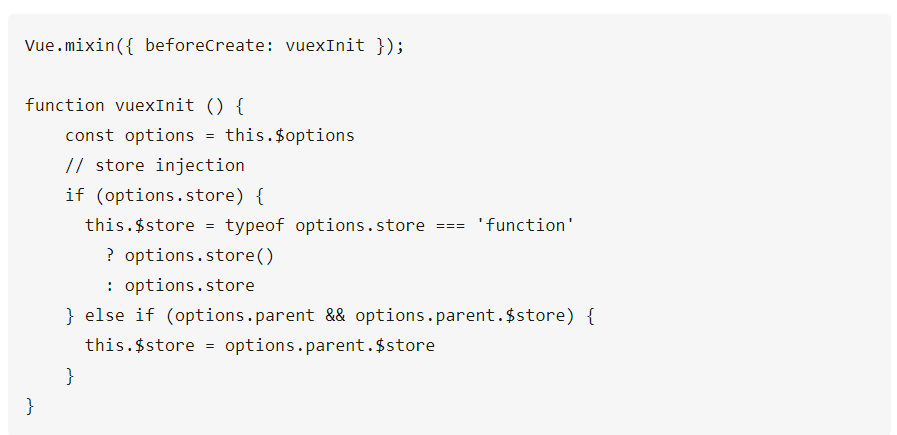 Vue.mixin({ beforeCreate: vuexInit });

function vuexInit () {
    const options = this.$options
    // store injection
    if (options.store) {
      this.$store = typeof options.store === 'function'
        ? options.store()
        : options.store
    } else if (options.parent && options.parent.$store) {
      this.$store = options.parent.$store
    }
}